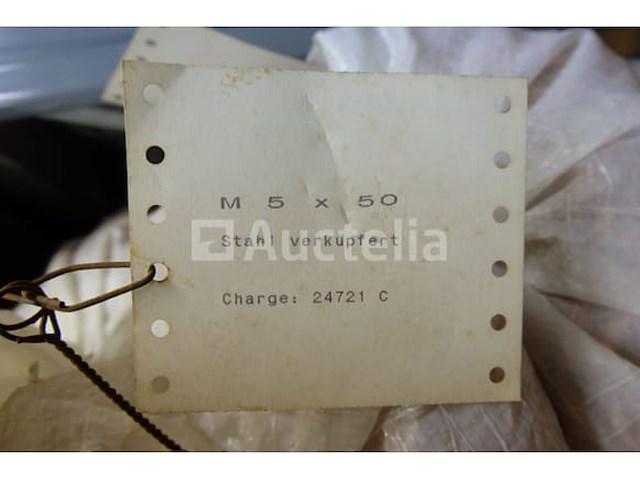 M 5 x 50
Auctelia
Stahl verkupfert
Charge: 24721 C